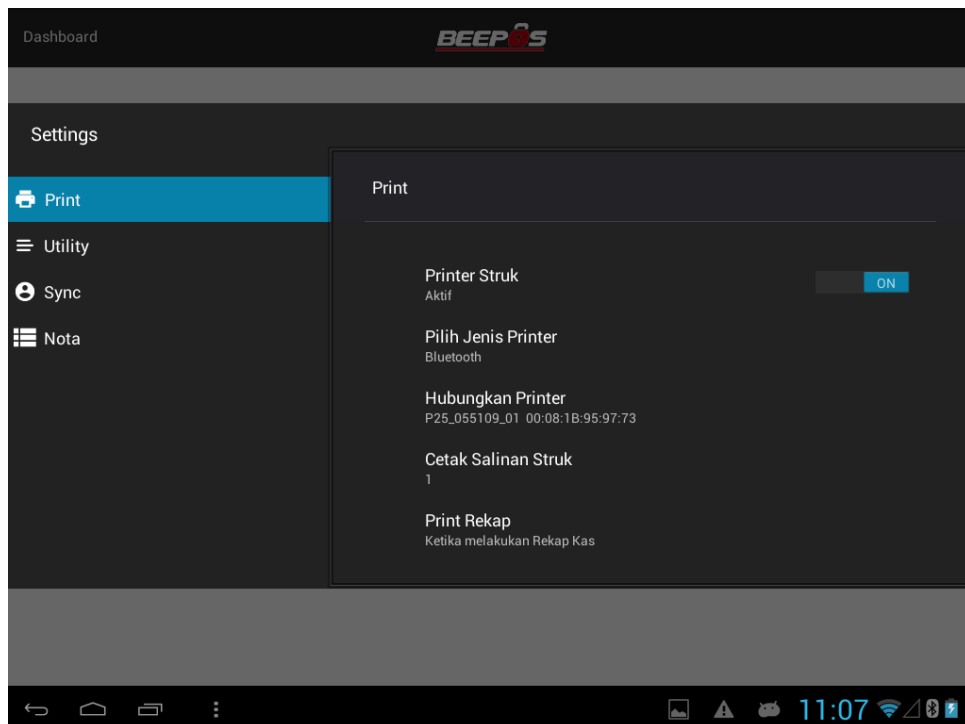 Dashboard
BEEPOS
Settings
Print
Utility
Sync
Nota
Print
Printer Struk
Aktif
ON
Pilih Jenis Printer
Bluetooth
Hubungkan Printer
P25_055109_01 00:08:1B:95:97:73
Cetak Salinan Struk
1
Print Rekap
Ketika melakukan Rekap Kas
11:07